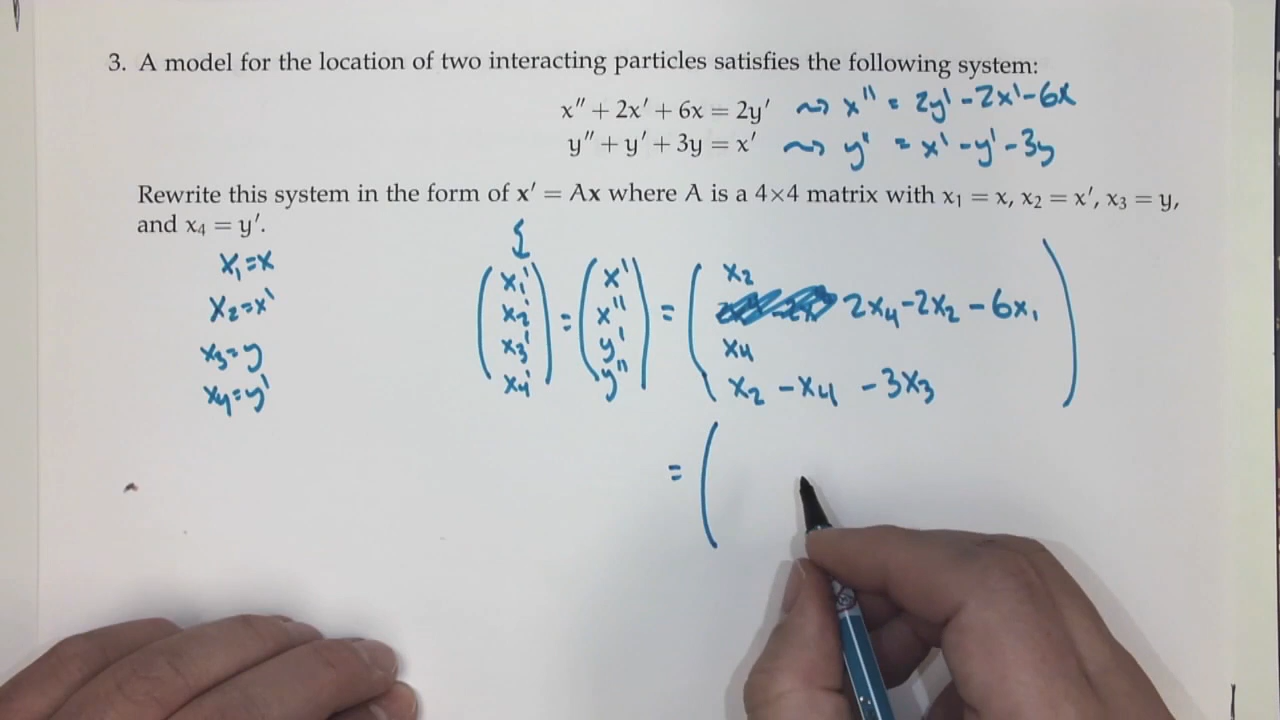 3. A model for the location of two interacting particles satisfies the following system:
x″ + 2x′ + 6x = 2y′ ⇝ x″ = 2y′ - 2x′ - 6x
y″ + y′ + 3y = x′ ⇝ y″ = x′ - y′ - 3y
Rewrite this system in the form of x′ = Ax where A is a 4×4 matrix with x₁ = x, x₂ = x′, x₃ = y,
and x₄ = y′.
x₁ = x
x₂ = x′
x₃ = y
x₄ = y′
( x₁′ ) = ( x′ ) = ( x₂ )
( x₂′ ) = ( x″ ) = ( 2x₄ - 2x₂ - 6x₁ )
( x₃′ ) = ( y′ ) = ( x₄ )
( x₄′ ) = ( y″ ) = ( x₂ - x₄ - 3x₃ )
= (